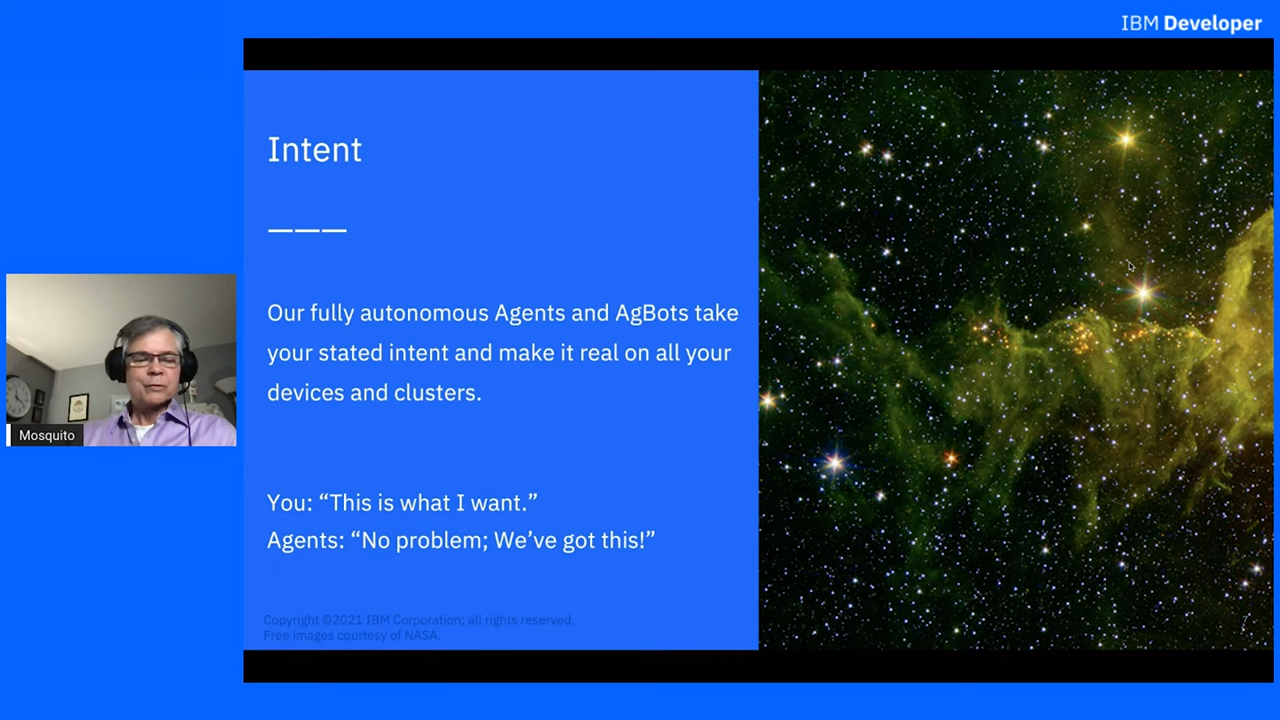 IBM Developer
Intent
Our fully autonomous Agents and AgBots take
your stated intent and make it real on all your
devices and clusters.
You: “This is what I want.”
Agents: “No problem; We’ve got this!”
Copyright ©2021 IBM Corporation; all rights reserved.
Free images courtesy of NASA.
Mosquito